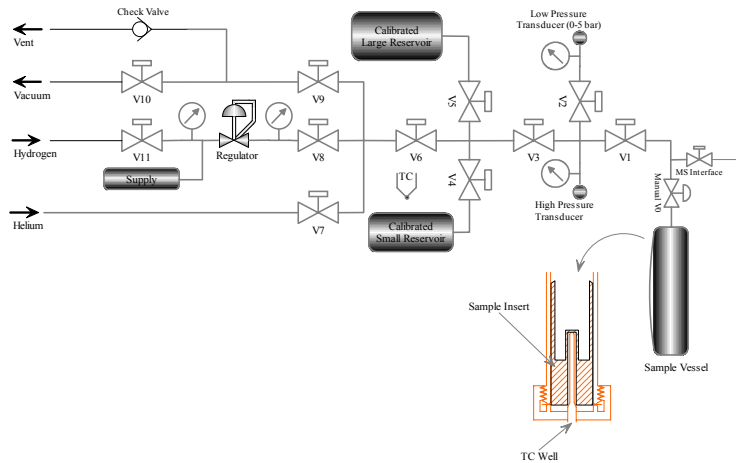 Check Valve
Vent
Vacuum
V10
V9
Hydrogen
V11
Regulator
V8
Supply
Helium
V7
Calibrated
Large Reservoir
V5
V6
TC
V4
Calibrated
Small Reservoir
Low Pressure
Transducer (0-5 bar)
V2
V3
V1
High Pressure
Transducer
MS Interface
Manual V0
Sample Insert
Sample Vessel
TC Well